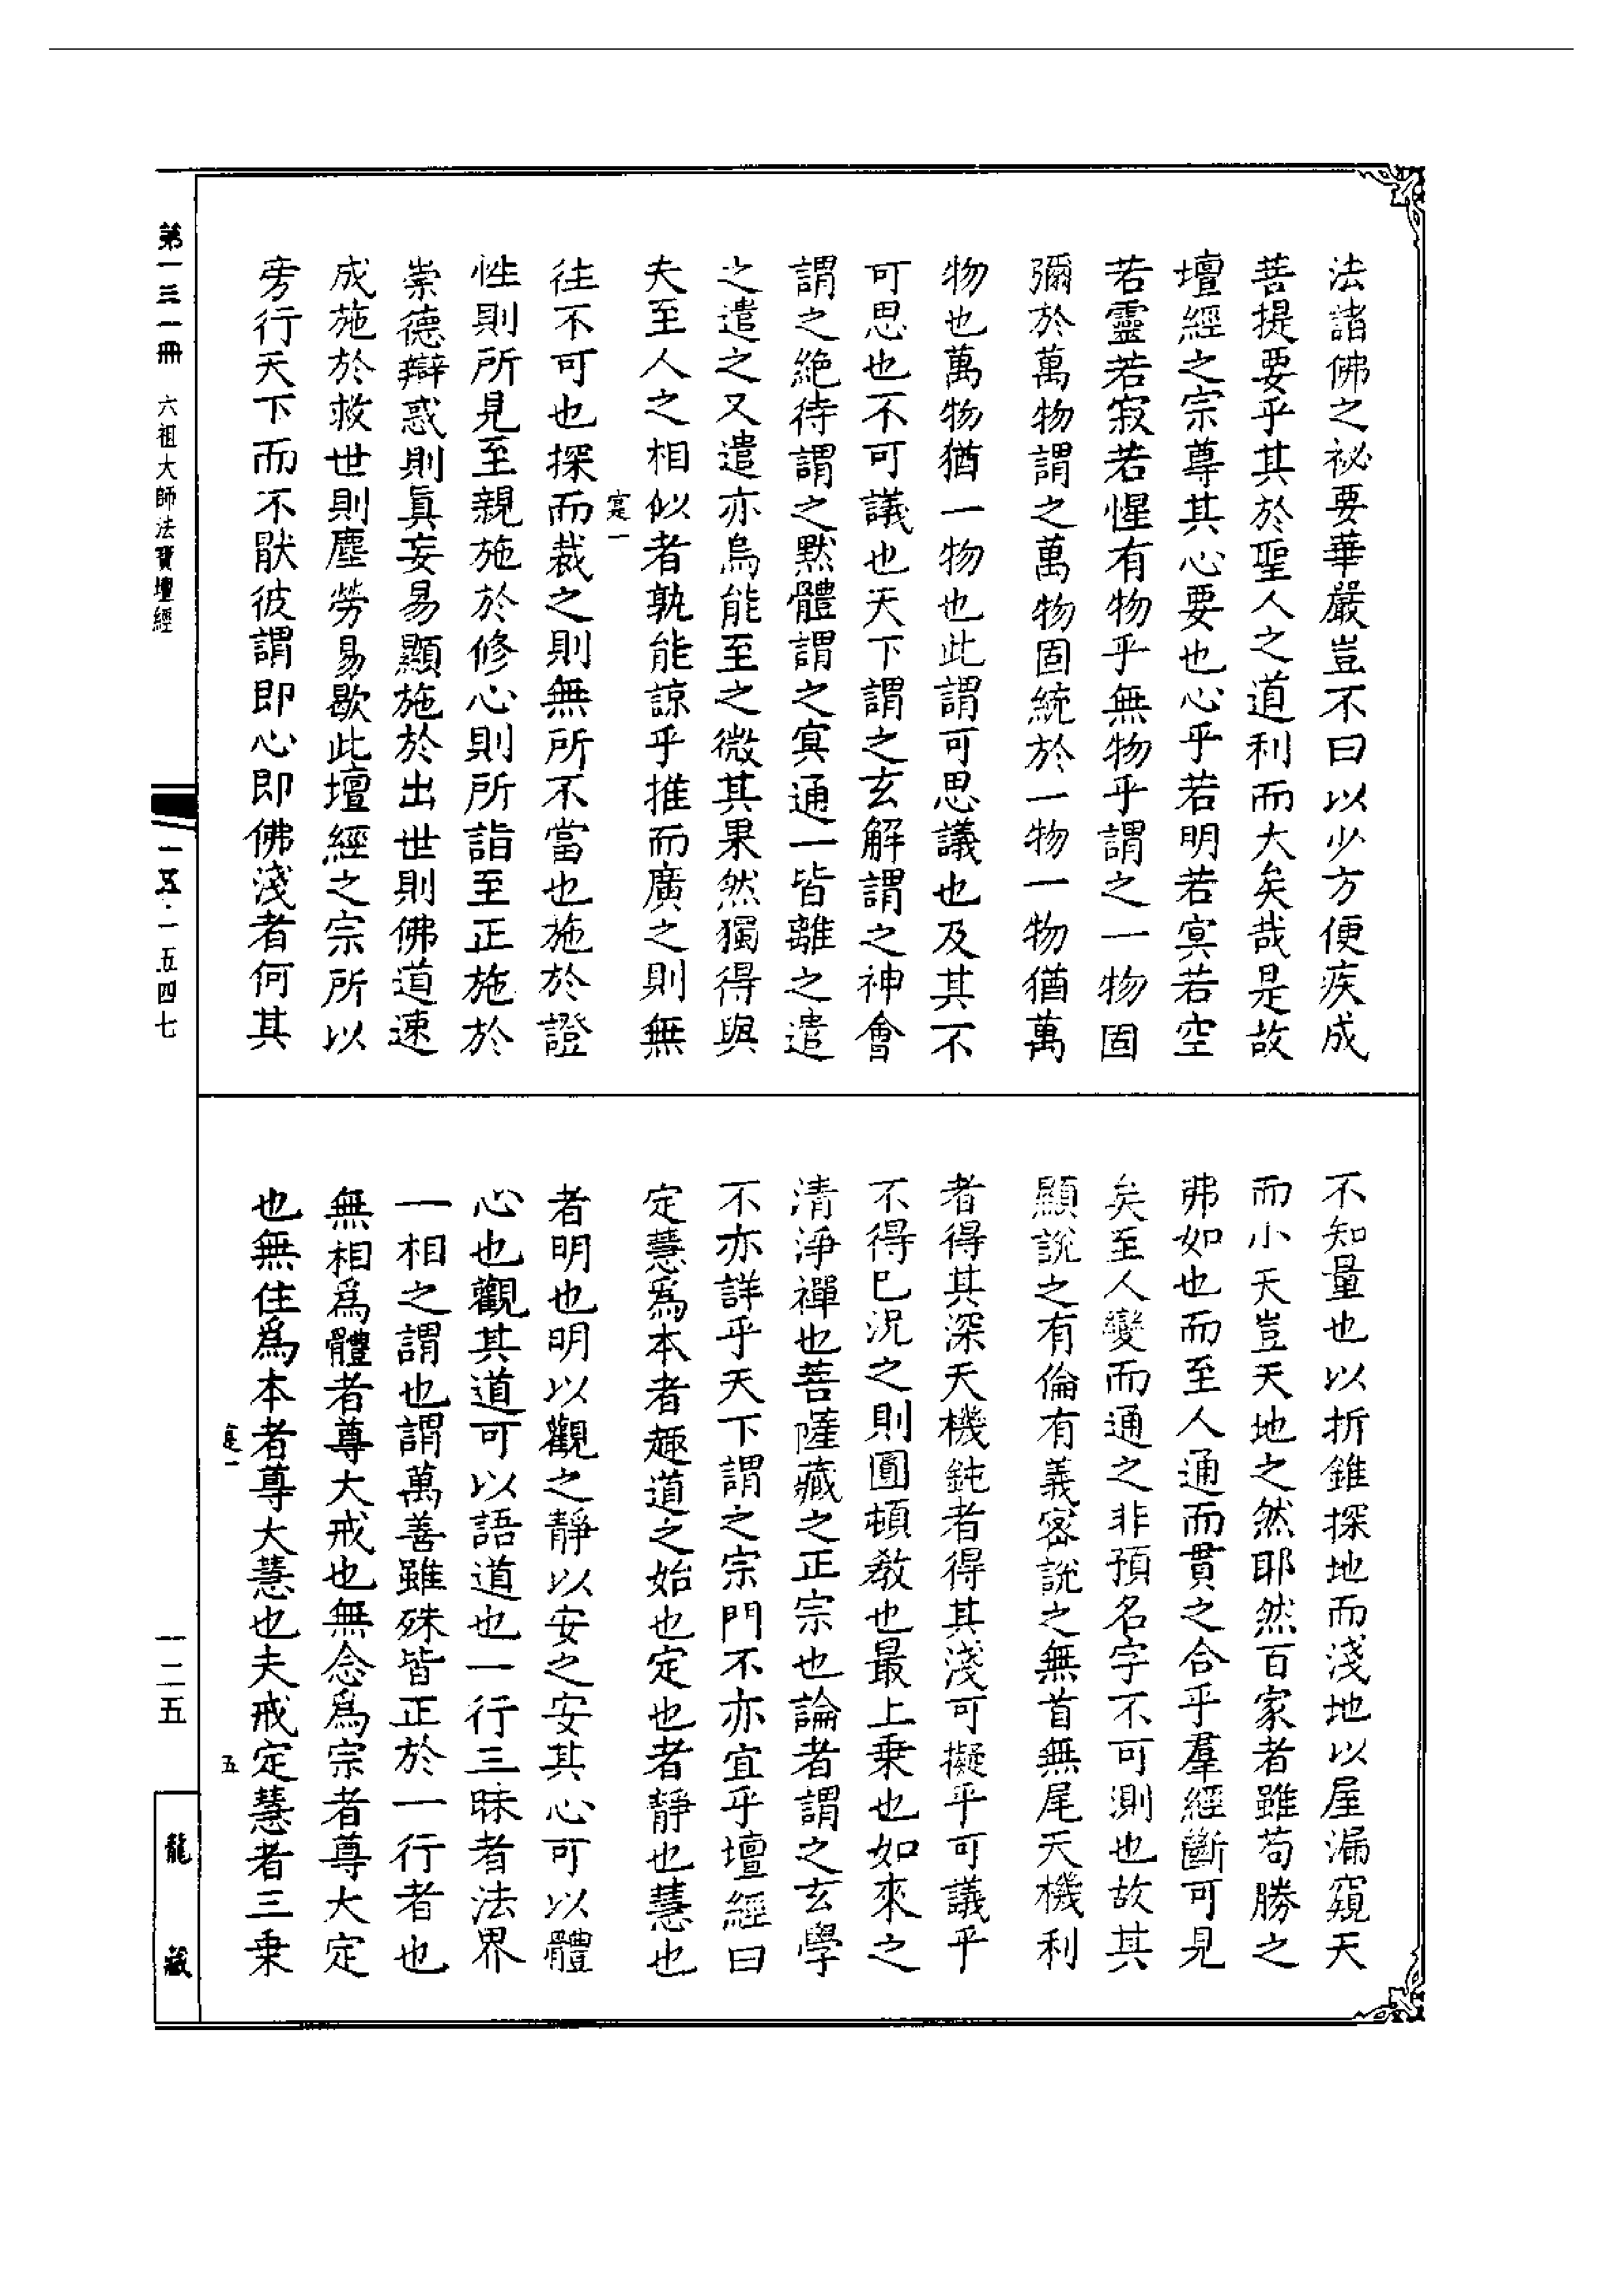 法諸佛之祕要華嚴豈不曰以少方便疾成
菩提要乎其於聖人之道利而大矣哉是故
壇經之宗尊其心要也心乎若明若冥若空
若靈若寂若惺有物乎無物乎謂之一物固
彌於萬物謂之萬物固統於一物一物猶萬
物也萬物猶一物也此謂可思議也及其不
可思也不可議也天下謂之玄解謂之神會
謂之絶待謂之默體謂之冥通一皆離之遣
之遣之又遣亦烏能至之微其果然獨得與
夫至人之相似者孰能諒乎推而廣之則無
往不可也探而裁之則無所不當也施於證
性則所見至親施於修心則所詣至正施於
崇德辯惑則眞妄易顯施於出世則佛道速
成施於救世則塵勞易歇此壇經之宗所以
旁行天下而不猒彼謂即心即佛淺者何其
不知量也以折錐探地而淺地以屋漏窺天
而小天豈天地之然耶然百家者雖苟勝之
弗如也而至人通而貫之合乎羣經斷可見
矣至人變而通之非預名字不可測也故其
顯說之有倫有義密說之無首無尾天機利
者得其深天機鈍者得其淺可擬乎可議乎
不得已況之則圓頓教也最上乗也如來之
清淨禪也菩薩藏之正宗也論者謂之玄學
不亦詳乎天下謂之宗門不亦宜乎壇經曰
定慧爲本者趣道之始也定也者靜也慧也
者明也明以觀之靜以安之安其心可以體
心也觀其道可以語道也一行三昧者法界
一相之謂也謂萬善雖殊皆正於一行者也
無相爲體者尊大戒也無念爲宗者尊大定
也無住爲本者尊大慧也夫戒定慧者三乗
第一三一冊 六祖大師法寶壇經
一五·一五四七
一二五
龍藏
五